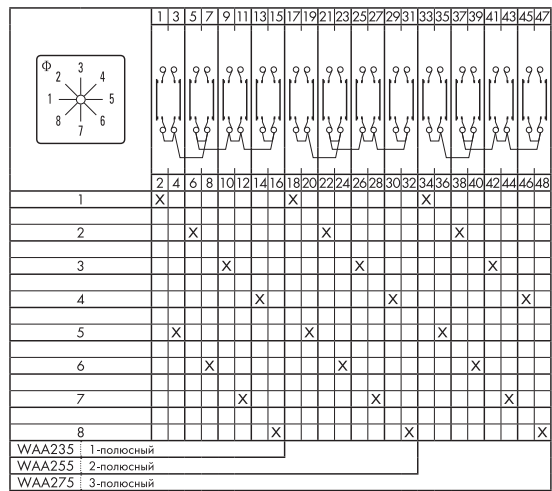 1 3 5 7 9 11 13 15 17 19 21 23 25 27 29 31 33 35 37 39 41 43 45 47
Ф
3
2 4
1 5
8 6
7
2 4 6 8 10 12 14 16 18 20 22 24 26 28 30 32 34 36 38 40 42 44 46 48
1 X X X
2 X X X
3 X X X
4 X X X
5 X X X
6 X X X
7 X X X
8 X X X
WAA235 1-полюсный
WAA255 2-полюсный
WAA275 3-полюсный